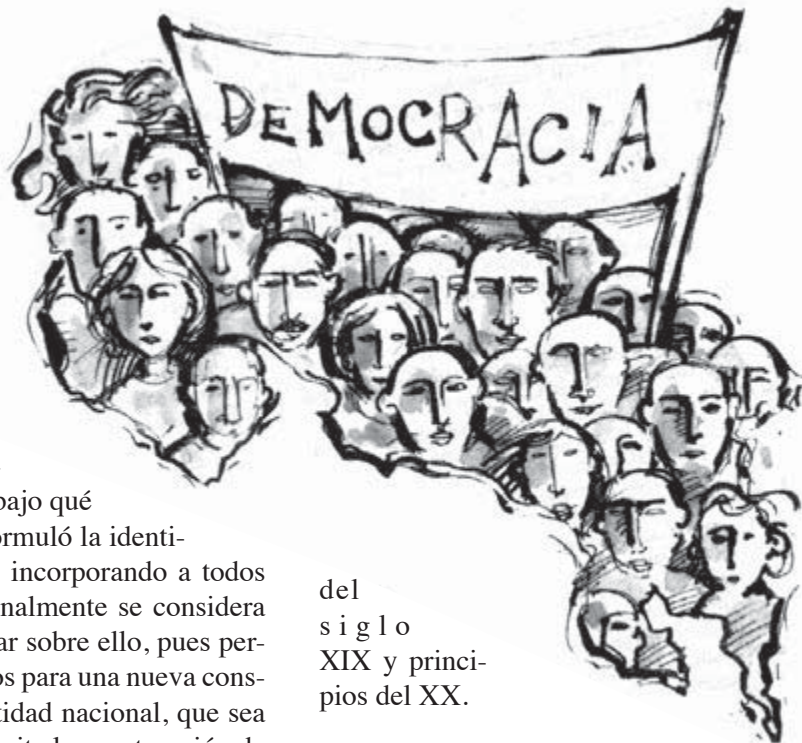 DEMOCRACIA
bajo qué
ormuló la identi-
incorporando a todos
nalmente se considera
ar sobre ello, pues per-
os para una nueva cons-
tidad nacional, que sea
del
siglo
XIX y princi-
pios del XX.